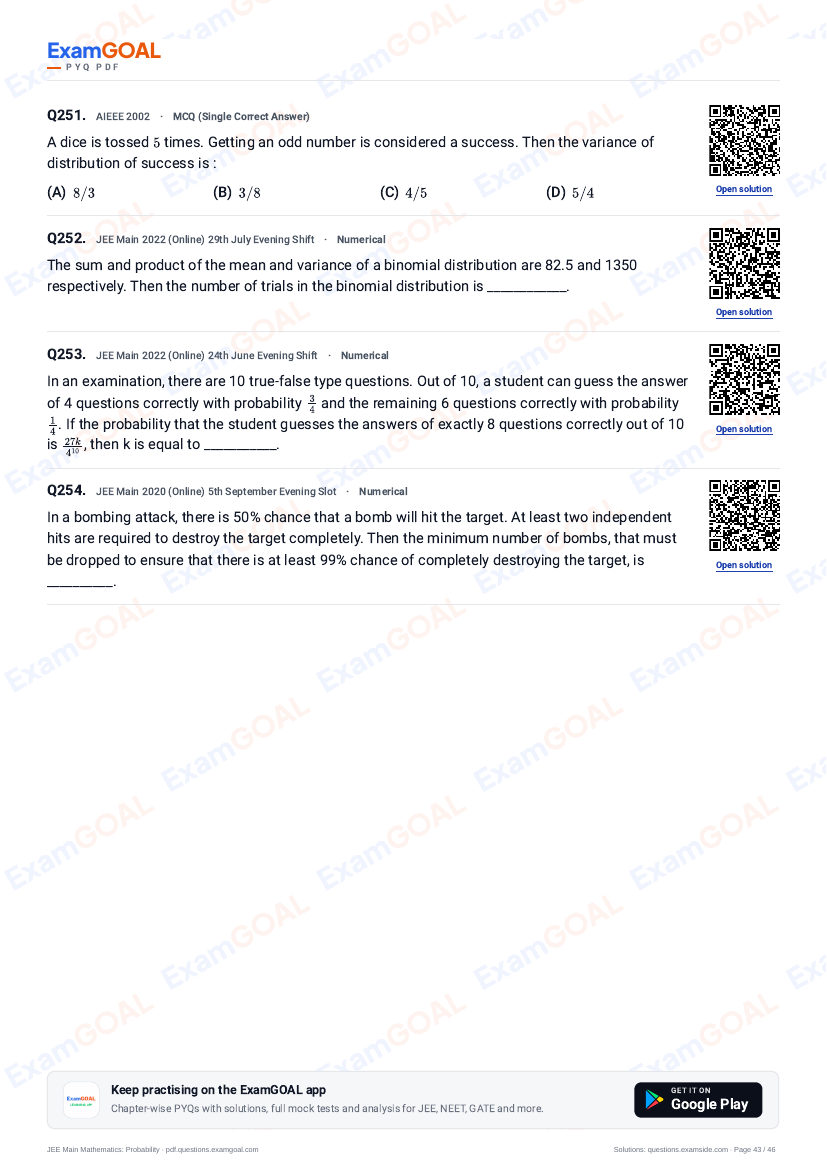 ExamGOAL
PYQ PDF
Q251. AIEEE 2002 · MCQ (Single Correct Answer)
A dice is tossed 5 times. Getting an odd number is considered a success. Then the variance of
distribution of success is :
(A) 8/3 (B) 3/8 (C) 4/5 (D) 5/4
Open solution
Q252. JEE Main 2022 (Online) 29th July Evening Shift · Numerical
The sum and product of the mean and variance of a binomial distribution are 82.5 and 1350
respectively. Then the number of trials in the binomial distribution is ____________.
Open solution
Q253. JEE Main 2022 (Online) 24th June Evening Shift · Numerical
In an examination, there are 10 true-false type questions. Out of 10, a student can guess the answer
of 4 questions correctly with probability 3/4 and the remaining 6 questions correctly with probability
1/4. If the probability that the student guesses the answers of exactly 8 questions correctly out of 10
is 27k/4^10, then k is equal to ___________.
Open solution
Q254. JEE Main 2020 (Online) 5th September Evening Slot · Numerical
In a bombing attack, there is 50% chance that a bomb will hit the target. At least two independent
hits are required to destroy the target completely. Then the minimum number of bombs, that must
be dropped to ensure that there is at least 99% chance of completely destroying the target, is
__________.
Open solution
Keep practising on the ExamGOAL app
Chapter-wise PYQs with solutions, full mock tests and analysis for JEE, NEET, GATE and more.
ExamGOAL
GET IT ON
Google Play
JEE Main Mathematics: Probability · pdf.questions.examgoal.com
Solutions: questions.examside.com · Page 43 / 46